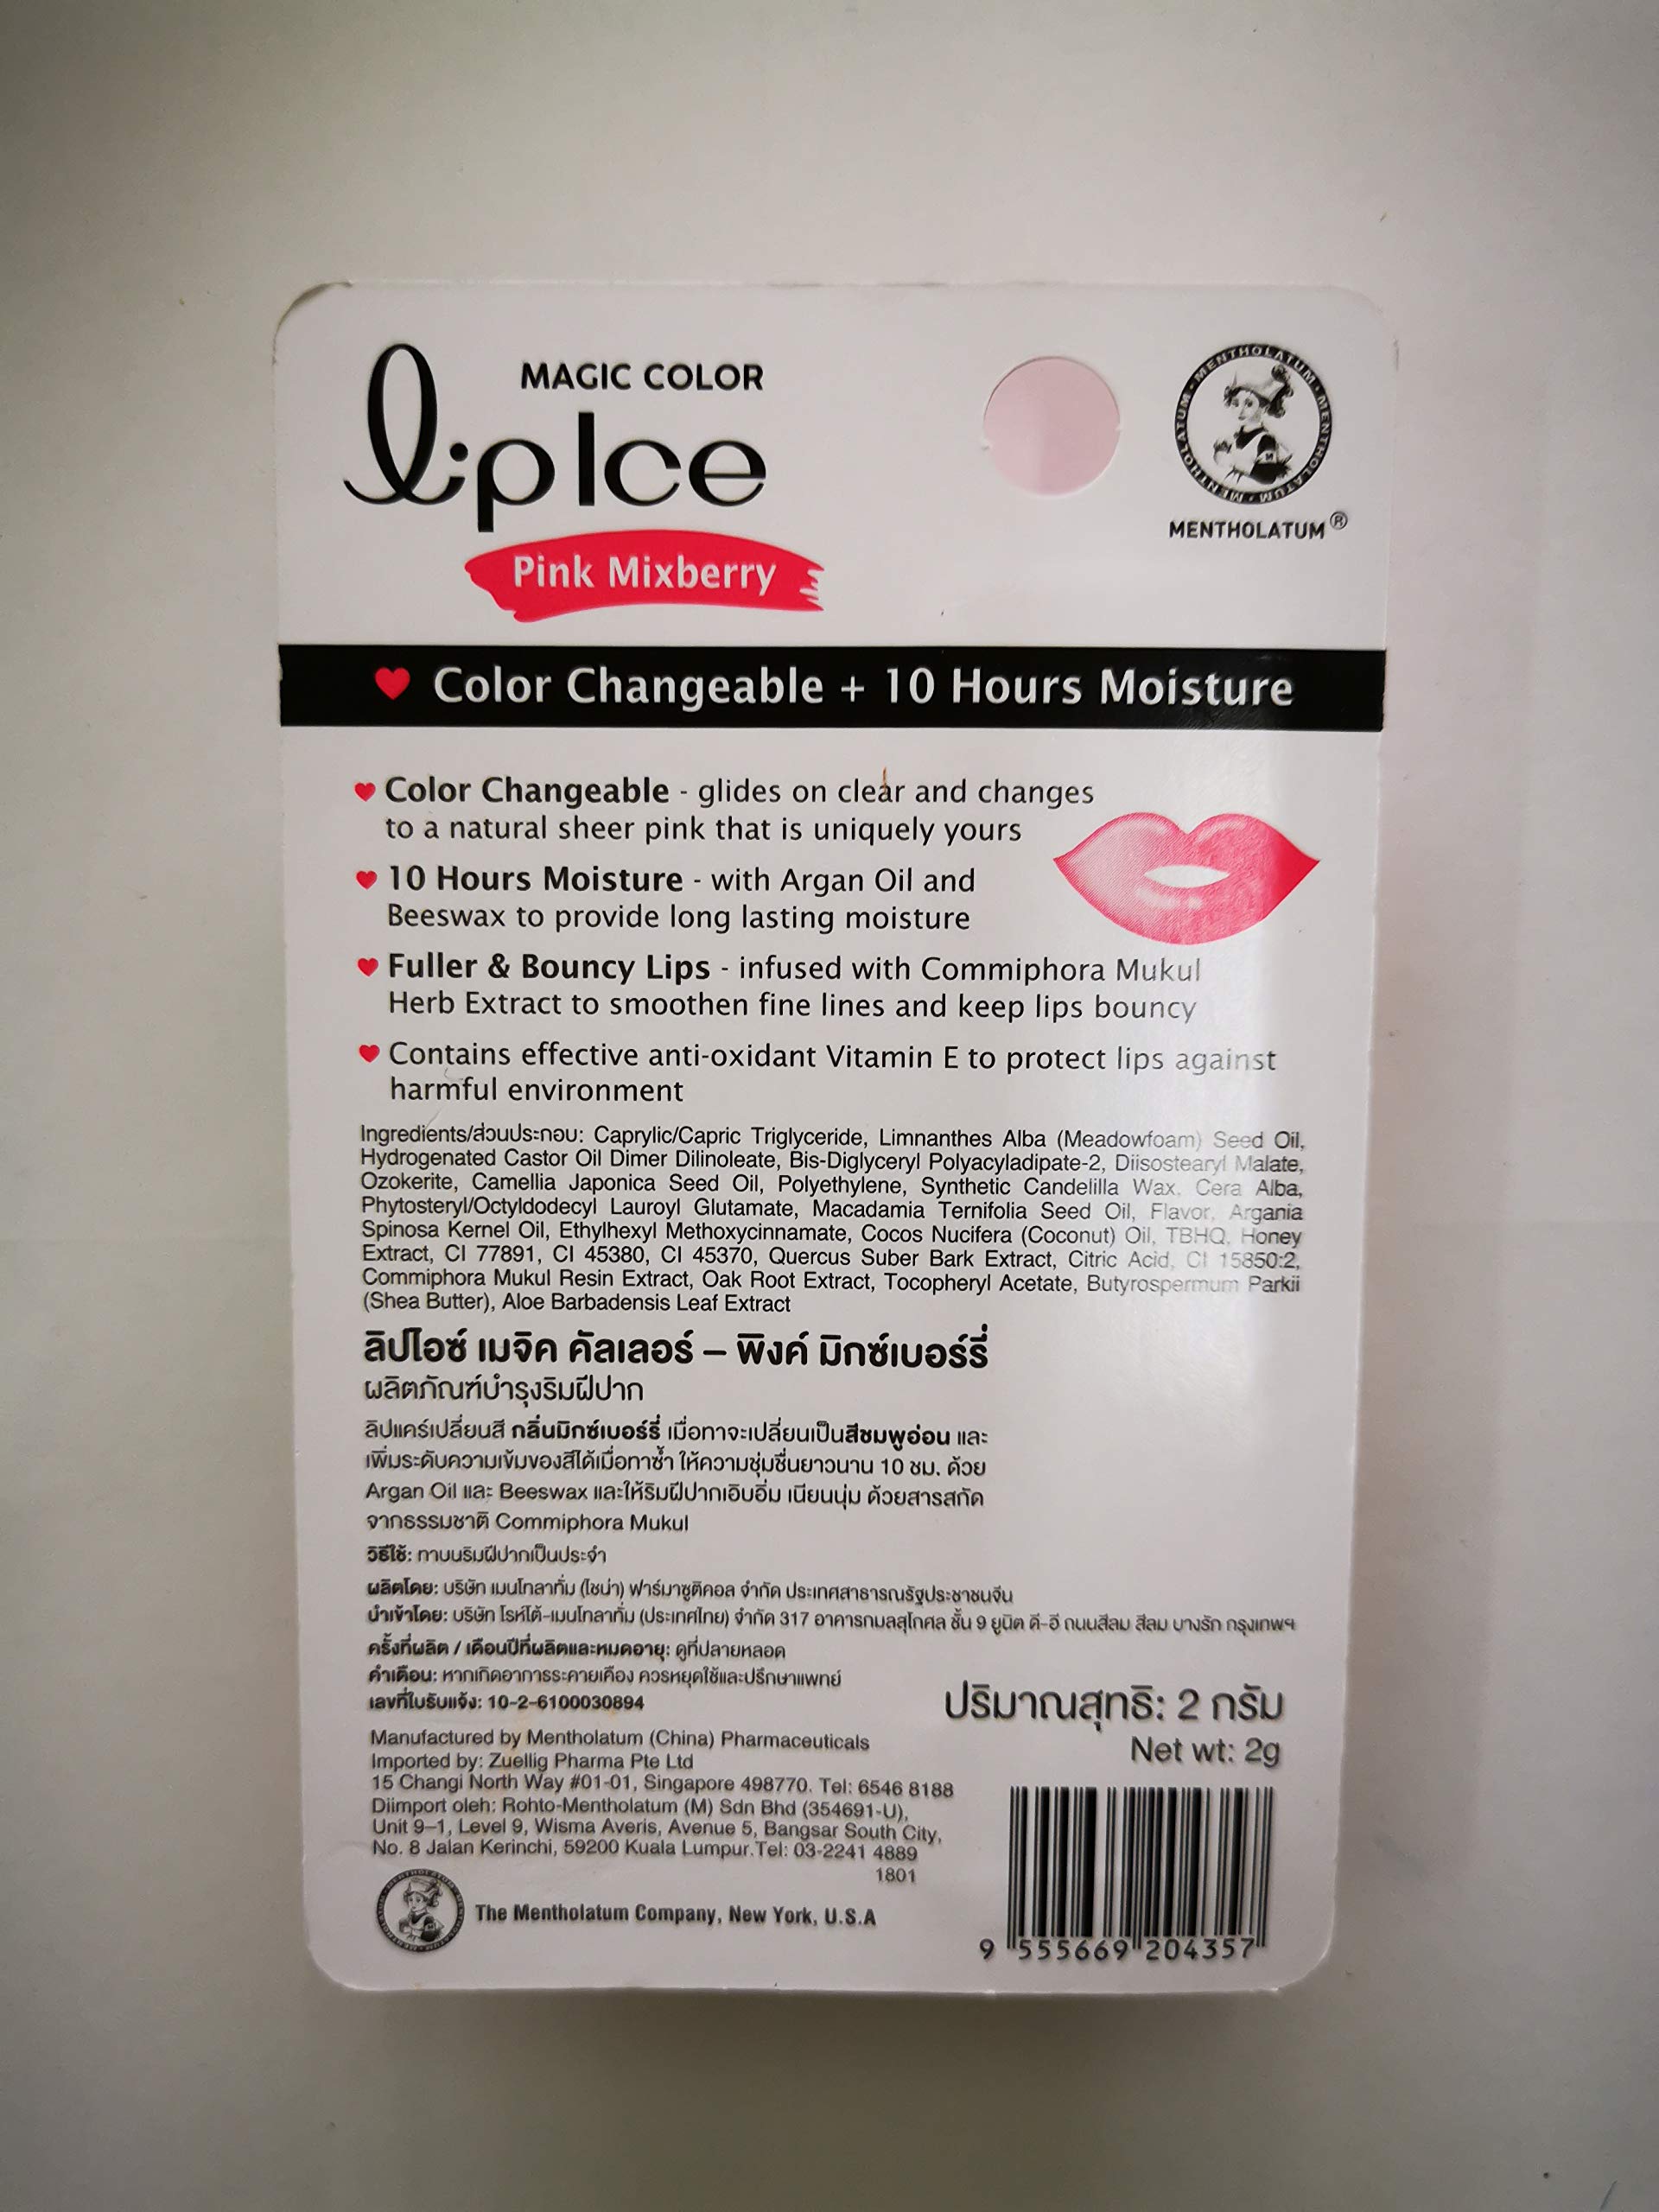 MAGIC COLOR
lipIce
Pink Mixberry
MENTHOLATUM · MENTHOLATUM · MENTHOLATUM
MENTHOLATUM®
Color Changeable + 10 Hours Moisture
Color Changeable - glides on clear and changes
to a natural sheer pink that is uniquely yours
10 Hours Moisture - with Argan Oil and
Beeswax to provide long lasting moisture
Fuller & Bouncy Lips - infused with Commiphora Mukul
Herb Extract to smoothen fine lines and keep lips bouncy
Contains effective anti-oxidant Vitamin E to protect lips against
harmful environment
Ingredients/ส่วนประกอบ: Caprylic/Capric Triglyceride, Limnanthes Alba (Meadowfoam) Seed Oil,
Hydrogenated Castor Oil Dimer Dilinoleate, Bis-Diglyceryl Polyacyladipate-2, Diisostearyl Malate,
Ozokerite, Camellia Japonica Seed Oil, Polyethylene, Synthetic Candelilla Wax, Cera Alba,
Phytosteryl/Octyldodecyl Lauroyl Glutamate, Macadamia Ternifolia Seed Oil, Flavor, Argania
Spinosa Kernel Oil, Ethylhexyl Methoxycinnamate, Cocos Nucifera (Coconut) Oil, TBHQ, Honey
Extract, CI 77891, CI 45380, CI 45370, Quercus Suber Bark Extract, Citric Acid, CI 15850:2,
Commiphora Mukul Resin Extract, Oak Root Extract, Tocopheryl Acetate, Butyrospermum Parkii
(Shea Butter), Aloe Barbadensis Leaf Extract
ลิปไอซ์ เมจิค คัลเลอร์ – พิงค์ มิกซ์เบอร์รี่
ผลิตภัณฑ์บำรุงริมฝีปาก
ลิปแคร์เปลี่ยนสี กลิ่นมิกซ์เบอร์รี่ เมื่อทาจะเปลี่ยนเป็นสีชมพูอ่อน และ
เพิ่มระดับความเข้มของสีได้เมื่อทาซ้ำ ให้ความชุ่มชื่นยาวนาน 10 ชม. ด้วย
Argan Oil และ Beeswax และให้ริมฝีปากเอิบอิ่ม เนียนนุ่ม ด้วยสารสกัด
จากธรรมชาติ Commiphora Mukul
วิธีใช้: ทาบนริมฝีปากเป็นประจำ
ผลิตโดย: บริษัท เมนโทลาทั่ม (ไชน่า) ฟาร์มาซูติคอล จำกัด ประเทศสาธารณรัฐประชาชนจีน
นำเข้าโดย: บริษัท โรห์โต้-เมนโทลาทั่ม (ประเทศไทย) จำกัด 317 อาคารกมลสุโกศล ชั้น 9 ยูนิต ดี-อี ถนนสีลม สีลม บางรัก กรุงเทพฯ
ครั้งที่ผลิต / เดือนปีที่ผลิตและหมดอายุ: ดูที่ปลายหลอด
คำเตือน: หากเกิดอาการระคายเคือง ควรหยุดใช้และปรึกษาแพทย์
เลขที่ใบรับแจ้ง: 10-2-6100030894
ปริมาณสุทธิ: 2 กรัม
Net wt: 2g
Manufactured by Mentholatum (China) Pharmaceuticals
Imported by: Zuellig Pharma Pte Ltd
15 Changi North Way #01-01, Singapore 498770. Tel: 6546 8188
Diimport oleh: Rohto-Mentholatum (M) Sdn Bhd (354691-U),
Unit 9–1, Level 9, Wisma Averis, Avenue 5, Bangsar South City,
No. 8 Jalan Kerinchi, 59200 Kuala Lumpur.Tel: 03-2241 4889
1801
The Mentholatum Company, New York, U.S.A
9 555669 204357